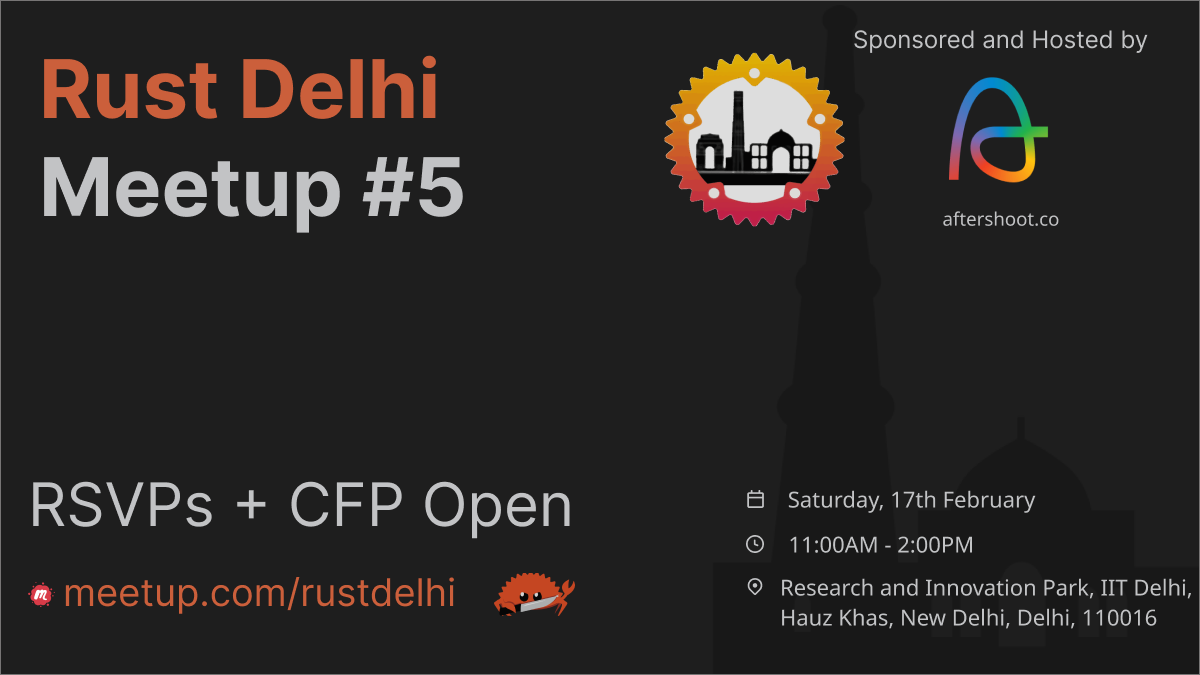 Rust Delhi
Meetup #5
Sponsored and Hosted by
aftershoot.co
RSVPs + CFP Open
meetup.com/rustdelhi
Saturday, 17th February
11:00AM - 2:00PM
Research and Innovation Park, IIT Delhi,
Hauz Khas, New Delhi, Delhi, 110016